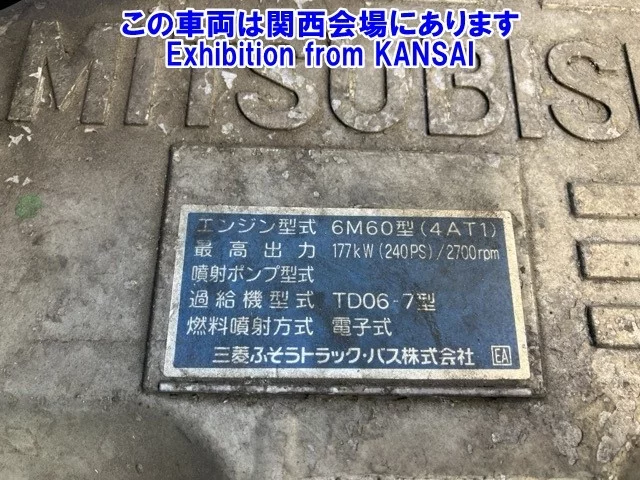 この車両は関西会場にあります
Exhibition from KANSAI
MITSUBIS
エンジン型式 6M60型(4AT1)
最高出力 177kW(240PS)/2700rpm
噴射ポンプ型式
過給機型式 TD06-7型
燃料噴射方式 電子式
三菱ふそうトラック・バス株式会社 EA